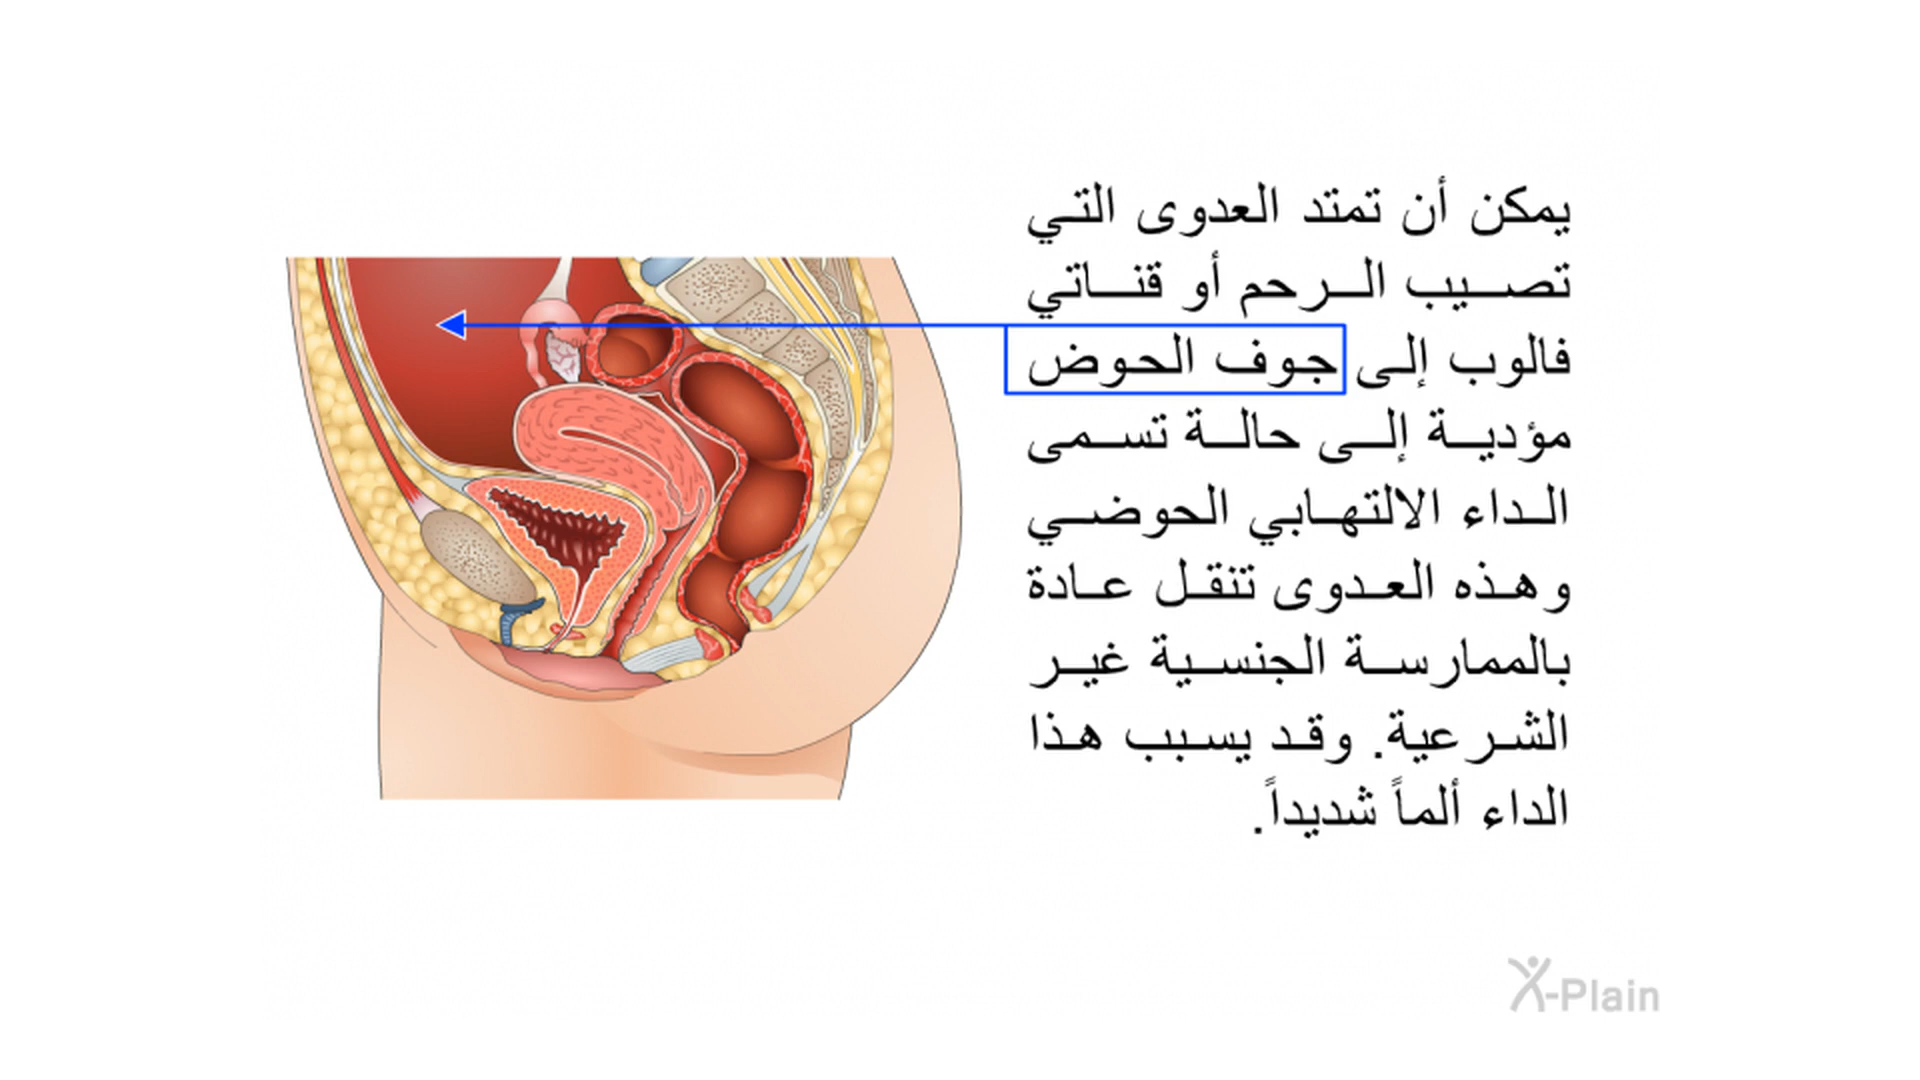 يمكن أن تمتد العدوى التي
تصيب الرحم أو قناتي
فالوب إلى جوف الحوض
مؤدية إلى حالة تسمى
الداء الالتهابي الحوضي
وهذه العدوى تنقل عادة
بالممارسة الجنسية غير
الشرعية. وقد يسبب هذا
الداء ألماً شديداً.
X-Plain